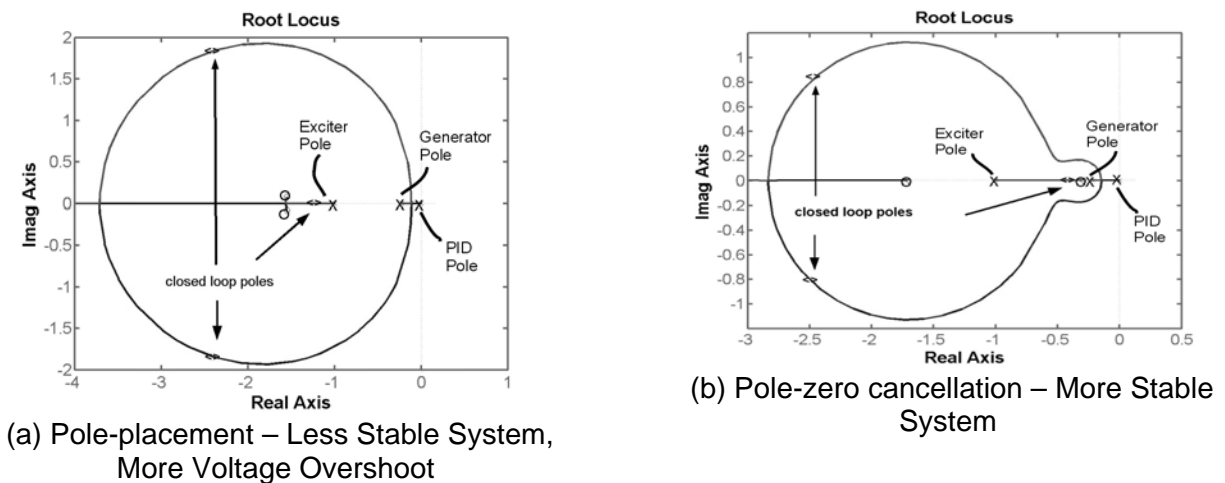 Root Locus
2
1.5
1
0.5
0
-0.5
-1
-1.5
-2
Imag Axis
Exciter
Pole
Generator
Pole
PID
Pole
closed loop poles
-4
-3
-2
-1
0
1
Real Axis
(a) Pole-placement – Less Stable System,
More Voltage Overshoot
Root Locus
1
0.8
0.6
0.4
0.2
0
-0.2
-0.4
-0.6
-0.8
-1
Imag Axis
Exciter
Pole
Generator
Pole
closed loop poles
PID
Pole
-3
-2.5
-2
-1.5
-1
-0.5
0
0.5
Real Axis
(b) Pole-zero cancellation – More Stable
System